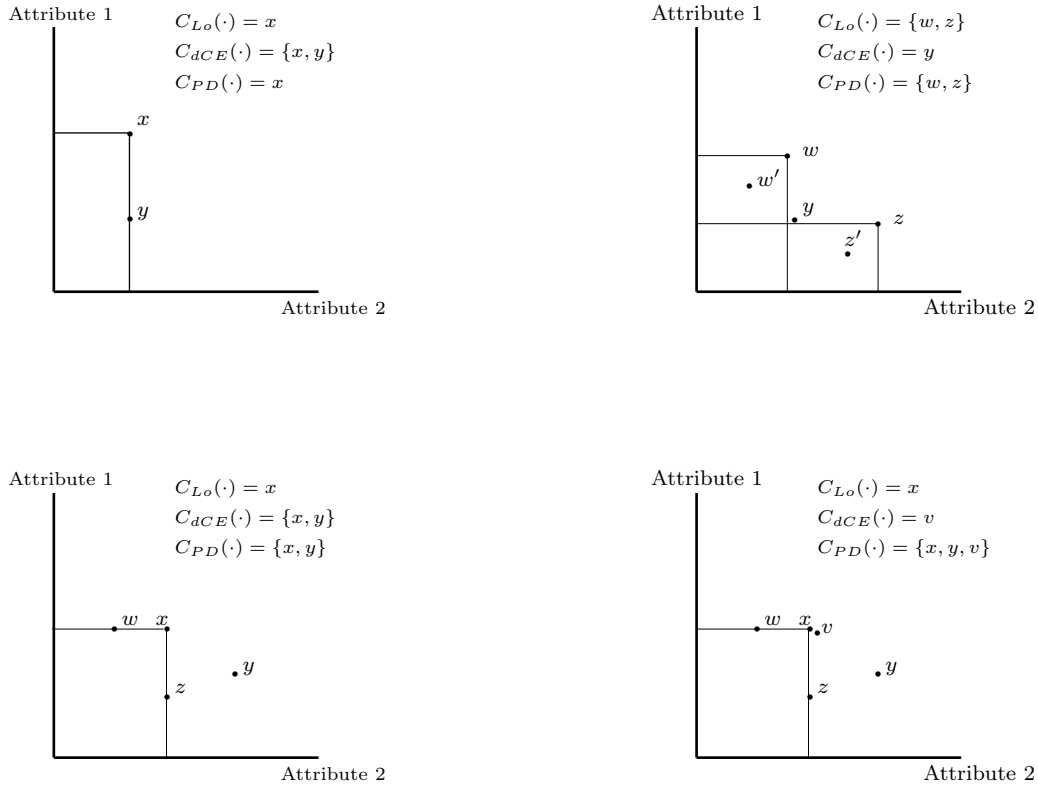 Attribute 1
C_{Lo}(·) = x
C_{dCE}(·) = {x, y}
C_{PD}(·) = x
x
y
Attribute 2
Attribute 1
C_{Lo}(·) = {w, z}
C_{dCE}(·) = y
C_{PD}(·) = {w, z}
w
w′
y
z
z′
Attribute 2
Attribute 1
C_{Lo}(·) = x
C_{dCE}(·) = {x, y}
C_{PD}(·) = {x, y}
w x
y
z
Attribute 2
Attribute 1
C_{Lo}(·) = x
C_{dCE}(·) = v
C_{PD}(·) = {x, y, v}
w x
v
y
z
Attribute 2